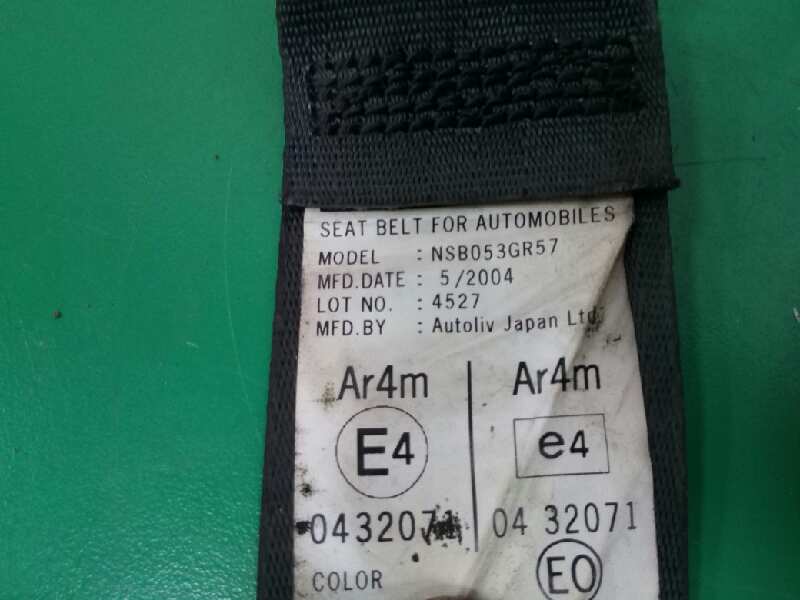 SEAT BELT FOR AUTOMOBILES
MODEL : NSB053GR57
MFD.DATE : 5/2004
LOT NO. : 4527
MFD.BY : Autoliv Japan Ltd.
Ar4m Ar4m
E4 e4
0432071 04 32071
COLOR EO